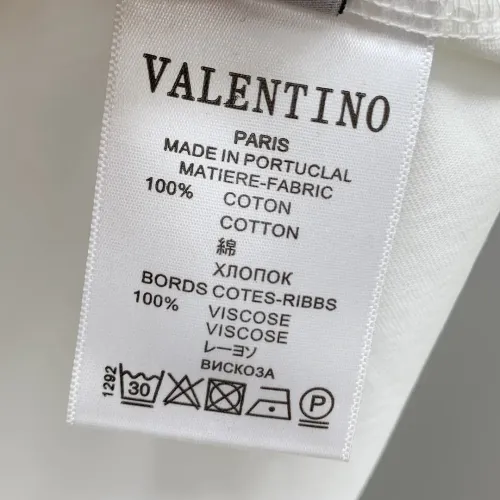 VALENTINO
PARIS
MADE IN PORTUCLAL
MATIERE-FABRIC
100% COTON
COTTON
綿
ХЛОПОК
BORDS COTES-RIBBS
100% VISCOSE
VISCOSE
レーヨソ
ВИСКОЗА
1292
30
P